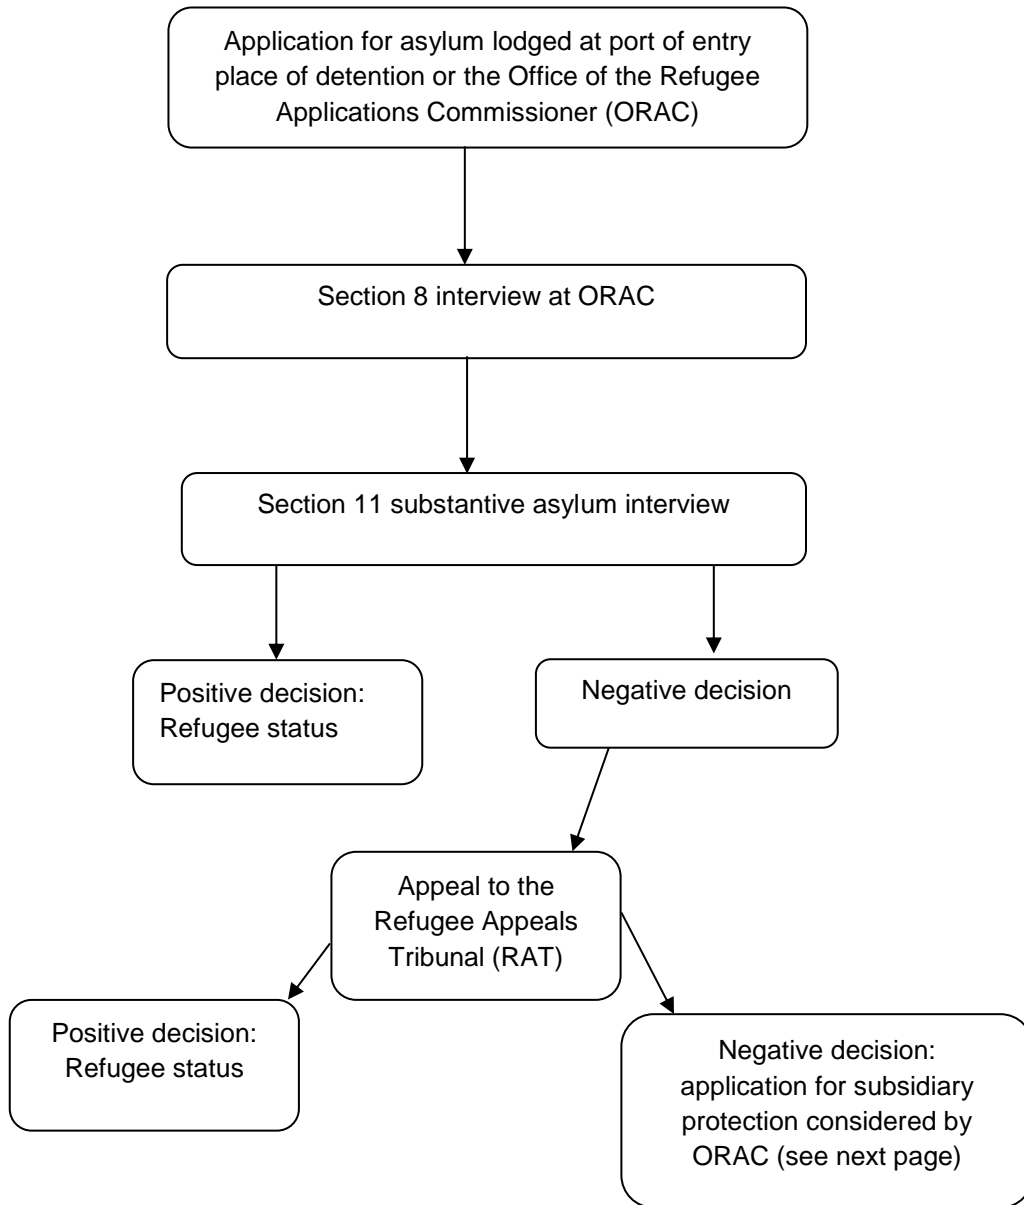 Application for asylum lodged at port of entry
place of detention or the Office of the Refugee
Applications Commissioner (ORAC)
Section 8 interview at ORAC
Section 11 substantive asylum interview
Positive decision:
Refugee status
Negative decision
Appeal to the
Refugee Appeals
Tribunal (RAT)
Positive decision:
Refugee status
Negative decision:
application for subsidiary
protection considered by
ORAC (see next page)